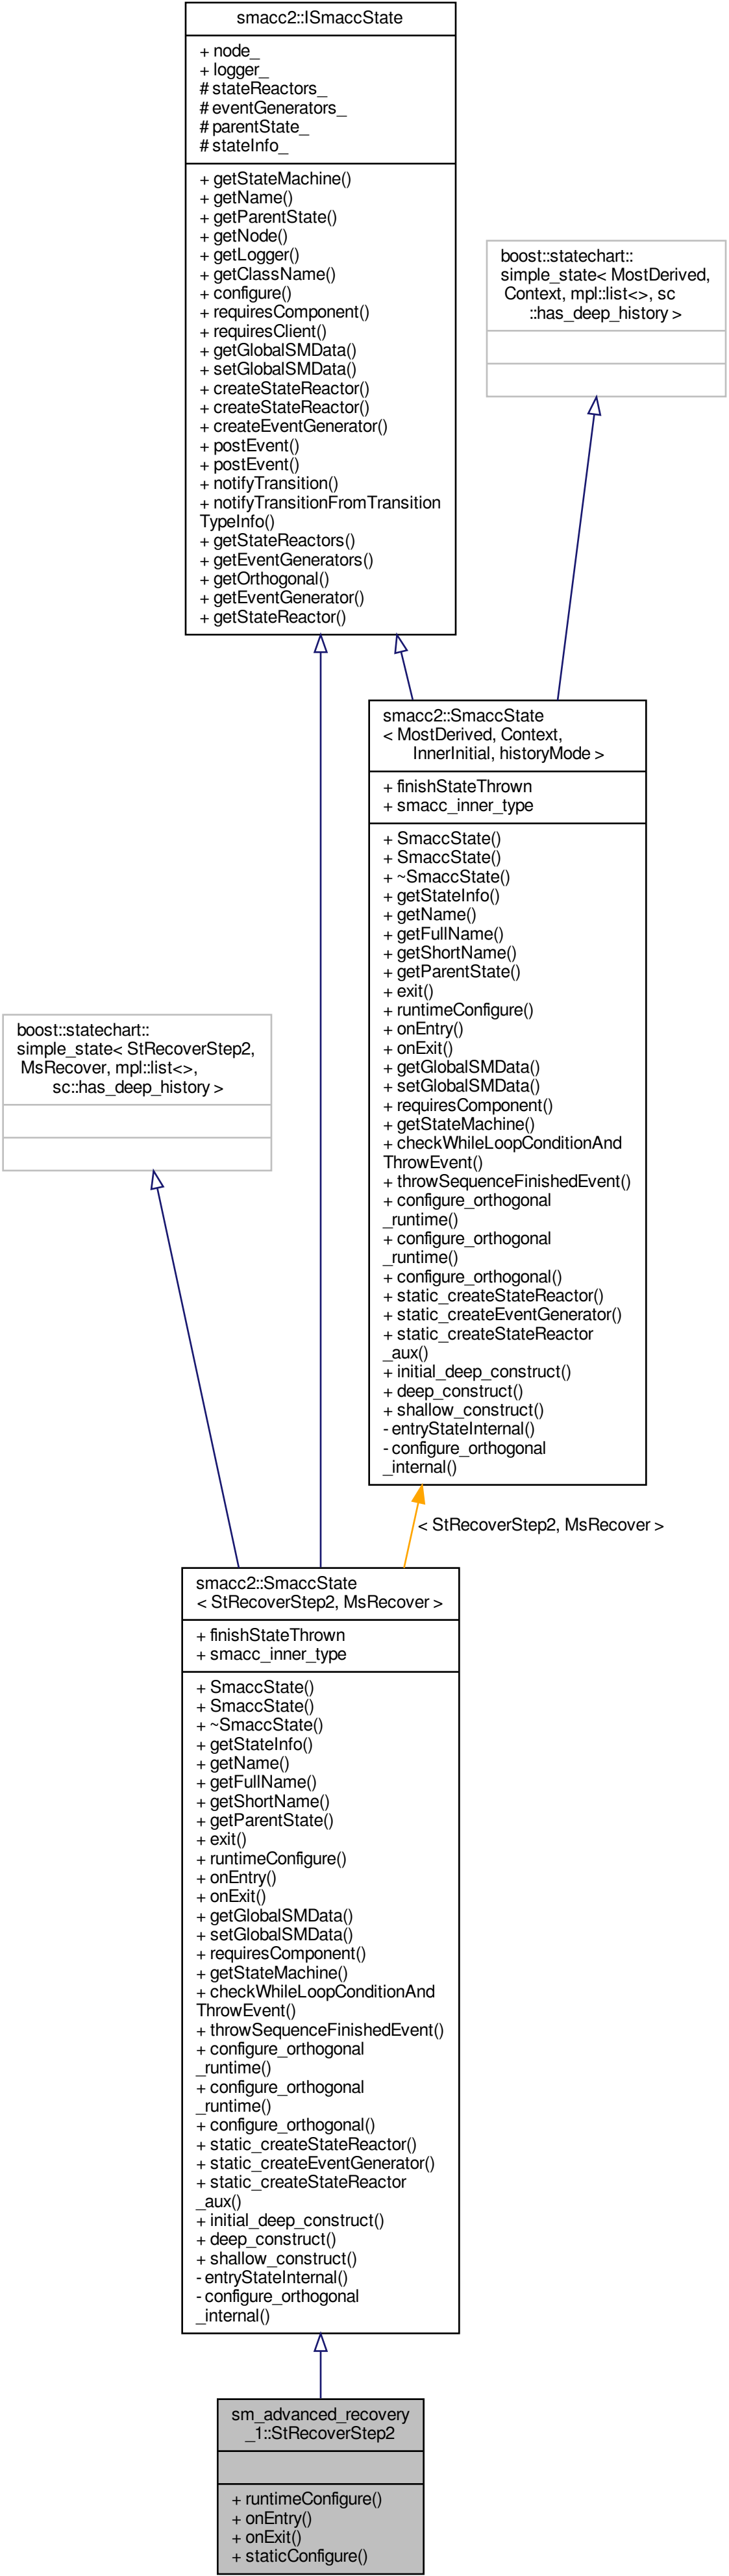 smacc2::ISmaccState
+ node_
+ logger_
# stateReactors_
# eventGenerators_
# parentState_
# stateInfo_
+ getStateMachine()
+ getName()
+ getParentState()
+ getNode()
+ getLogger()
+ getClassName()
+ configure()
+ requiresComponent()
+ requiresClient()
+ getGlobalSMData()
+ setGlobalSMData()
+ createStateReactor()
+ createStateReactor()
+ createEventGenerator()
+ postEvent()
+ postEvent()
+ notifyTransition()
+ notifyTransitionFromTransition
TypeInfo()
+ getStateReactors()
+ getEventGenerators()
+ getOrthogonal()
+ getEventGenerator()
+ getStateReactor()
boost::statechart::
simple_state< MostDerived,
Context, mpl::list<>, sc
::has_deep_history >
smacc2::SmaccState
< MostDerived, Context,
InnerInitial, historyMode >
+ finishStateThrown
+ smacc_inner_type
+ SmaccState()
+ SmaccState()
+ ~SmaccState()
+ getStateInfo()
+ getName()
+ getFullName()
+ getShortName()
+ getParentState()
+ exit()
+ runtimeConfigure()
+ onEntry()
+ onExit()
+ getGlobalSMData()
+ setGlobalSMData()
+ requiresComponent()
+ getStateMachine()
+ checkWhileLoopConditionAnd
ThrowEvent()
+ throwSequenceFinishedEvent()
+ configure_orthogonal
_runtime()
+ configure_orthogonal
_runtime()
+ configure_orthogonal()
+ static_createStateReactor()
+ static_createEventGenerator()
+ static_createStateReactor
_aux()
+ initial_deep_construct()
+ deep_construct()
+ shallow_construct()
- entryStateInternal()
- configure_orthogonal
_internal()
boost::statechart::
simple_state< StRecoverStep2,
MsRecover, mpl::list<>,
sc::has_deep_history >
< StRecoverStep2, MsRecover >
smacc2::SmaccState
< StRecoverStep2, MsRecover >
+ finishStateThrown
+ smacc_inner_type
+ SmaccState()
+ SmaccState()
+ ~SmaccState()
+ getStateInfo()
+ getName()
+ getFullName()
+ getShortName()
+ getParentState()
+ exit()
+ runtimeConfigure()
+ onEntry()
+ onExit()
+ getGlobalSMData()
+ setGlobalSMData()
+ requiresComponent()
+ getStateMachine()
+ checkWhileLoopConditionAnd
ThrowEvent()
+ throwSequenceFinishedEvent()
+ configure_orthogonal
_runtime()
+ configure_orthogonal
_runtime()
+ configure_orthogonal()
+ static_createStateReactor()
+ static_createEventGenerator()
+ static_createStateReactor
_aux()
+ initial_deep_construct()
+ deep_construct()
+ shallow_construct()
- entryStateInternal()
- configure_orthogonal
_internal()
sm_advanced_recovery
_1::StRecoverStep2
+ runtimeConfigure()
+ onEntry()
+ onExit()
+ staticConfigure()